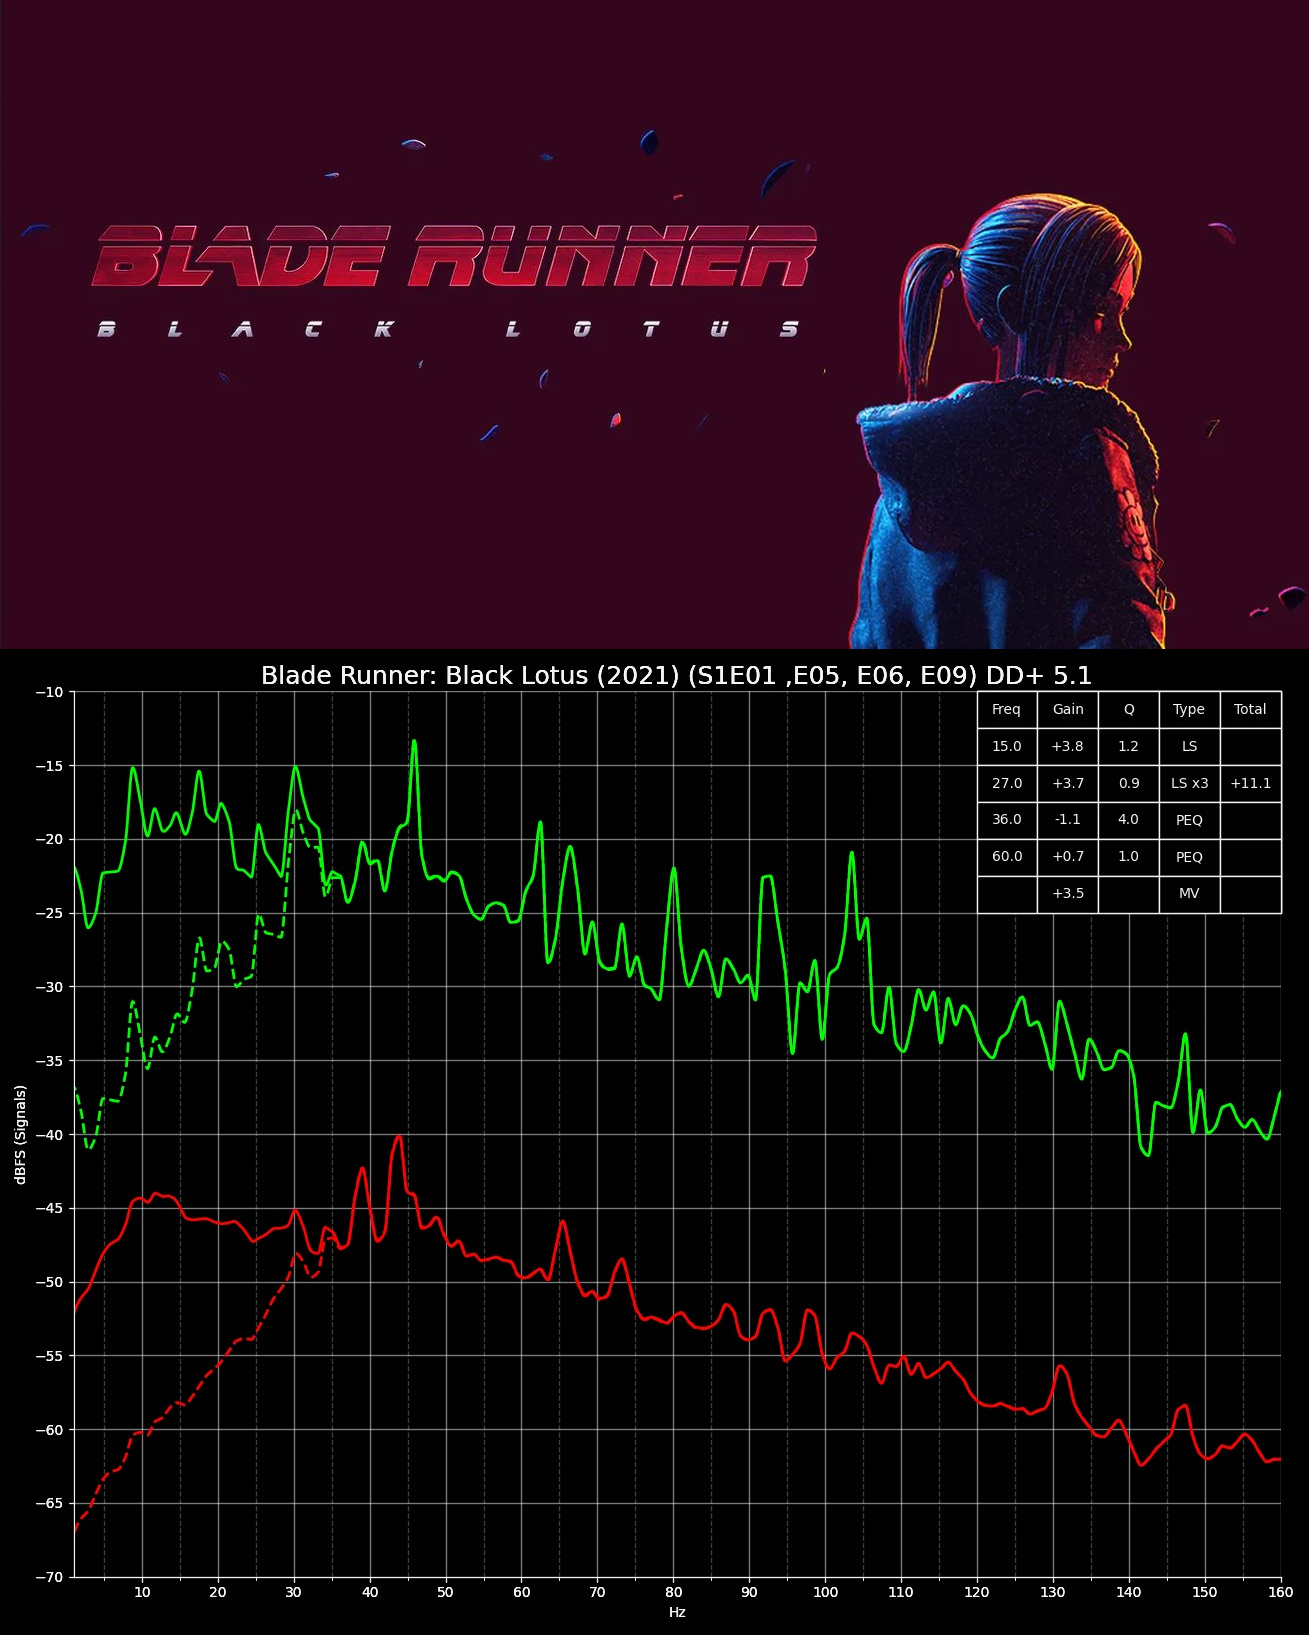 BLADE RUNNER
BLACK LOTUS
Blade Runner: Black Lotus (2021) (S1E01 ,E05, E06, E09) DD+ 5.1
Freq Gain Q Type Total
15.0 +3.8 1.2 LS
27.0 +3.7 0.9 LS x3 +11.1
36.0 -1.1 4.0 PEQ
60.0 +0.7 1.0 PEQ
+3.5 MV
−10
−15
−20
−25
−30
−35
−40
−45
−50
−55
−60
−65
−70
dBFS (Signals)
10 20 30 40 50 60 70 80 90 100 110 120 130 140 150 160
Hz